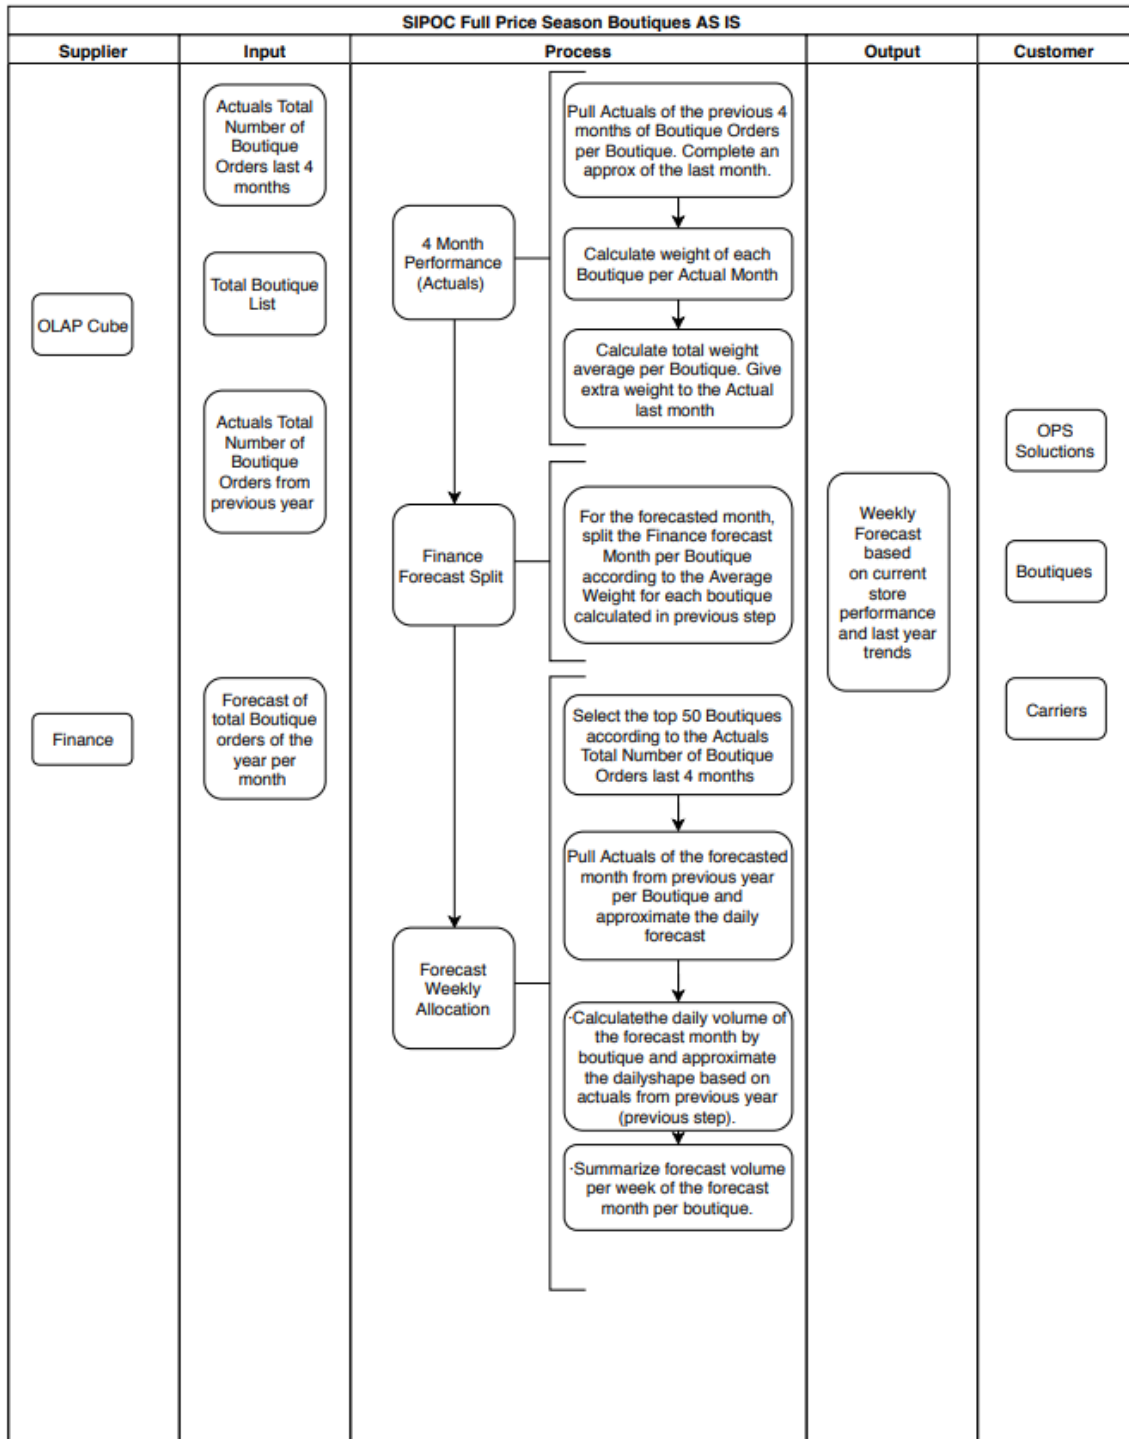 SIPOC Full Price Season Boutiques AS IS
Supplier
Input
Process
Output
Customer
OLAP Cube
Finance
Actuals Total
Number of
Boutique
Orders last 4
months
Total Boutique
List
Actuals Total
Number of
Boutique
Orders from
previous year
Forecast of
total Boutique
orders of the
year per
month
4 Month
Performance
(Actuals)
Pull Actuals of the previous 4
months of Boutique Orders
per Boutique. Complete an
approx of the last month.
Calculate weight of each
Boutique per Actual Month
Calculate total weight
average per Boutique. Give
extra weight to the Actual
last month
Finance
Forecast Split
For the forecasted month,
split the Finance forecast
Month per Boutique
according to the Average
Weight for each boutique
calculated in previous step
Forecast
Weekly
Allocation
Select the top 50 Boutiques
according to the Actuals
Total Number of Boutique
Orders last 4 months
Pull Actuals of the forecasted
month from previous year
per Boutique and
approximate the daily
forecast
·Calculatethe daily volume of
the forecast month by
boutique and approximate
the dailyshape based on
actuals from previous year
(previous step).
·Summarize forecast volume
per week of the forecast
month per boutique.
Weekly
Forecast
based
on current
store
performance
and last year
trends
OPS
Soluctions
Boutiques
Carriers